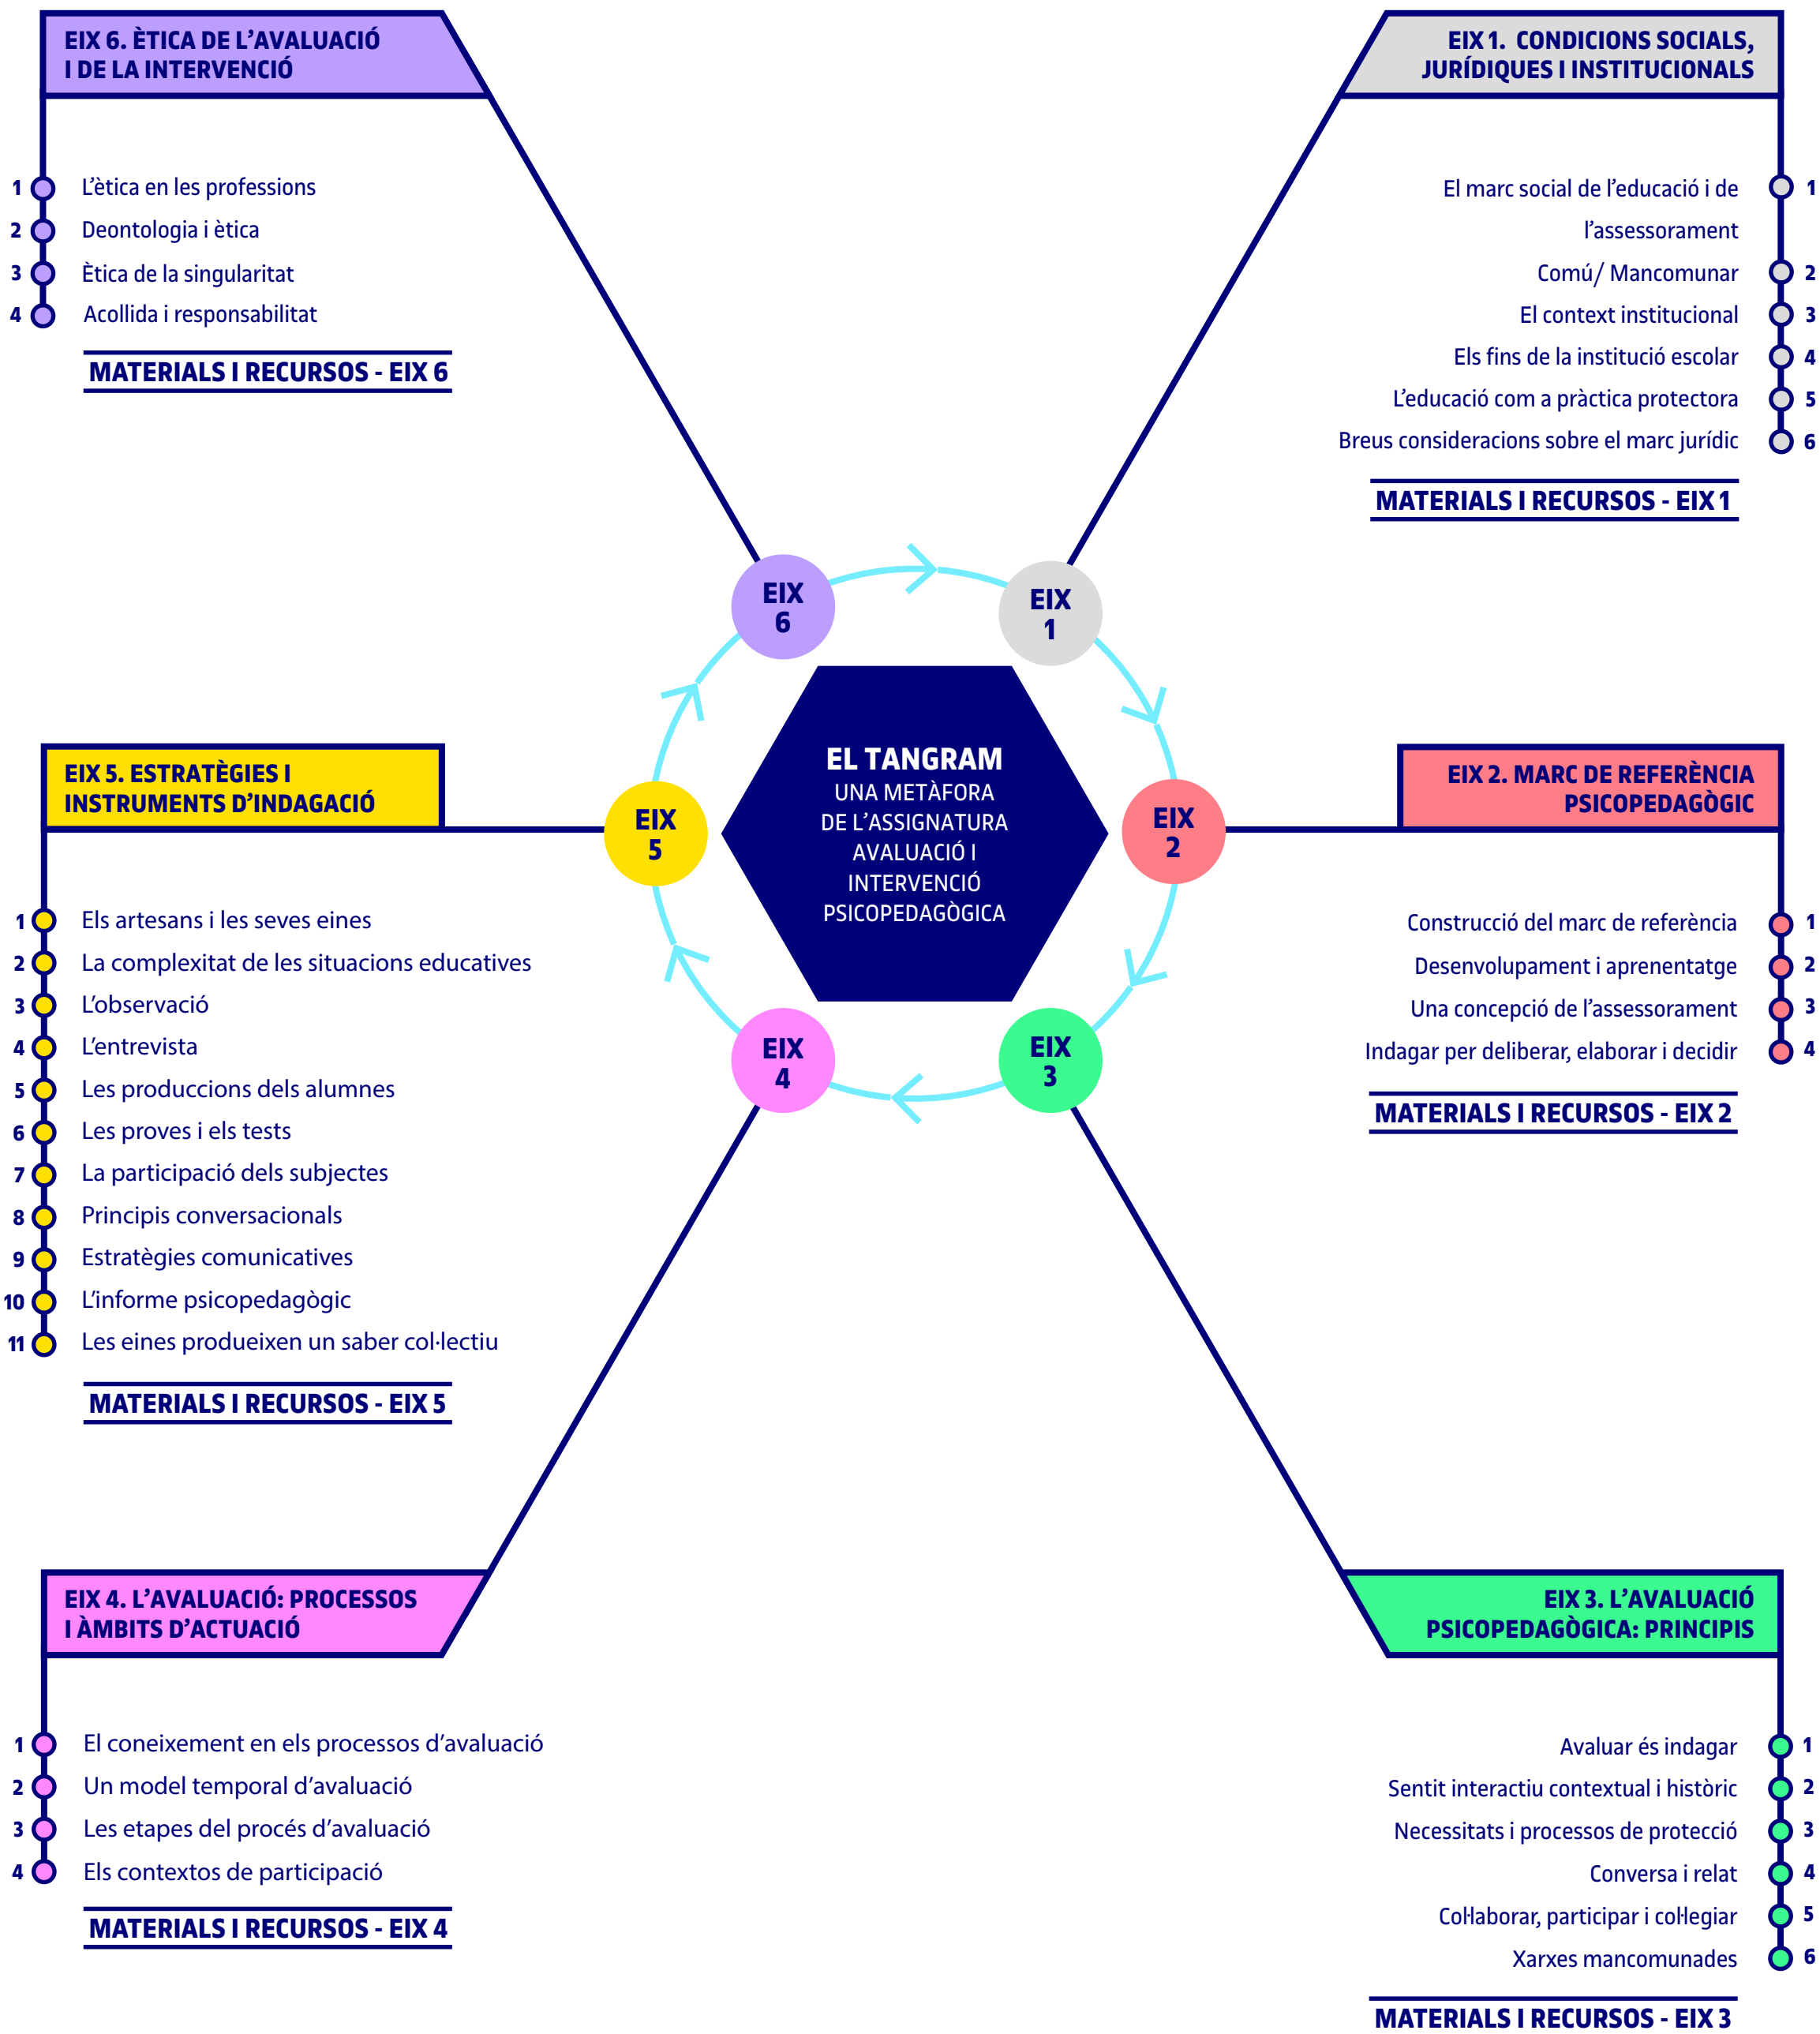 EIX 6. ÈTICA DE L’AVALUACIÓ
I DE LA INTERVENCIÓ
1 L’ètica en les professions
2 Deontologia i ètica
3 Ètica de la singularitat
4 Acollida i responsabilitat
MATERIALS I RECURSOS - EIX 6
EIX 1. CONDICIONS SOCIALS,
JURÍDIQUES I INSTITUCIONALS
El marc social de l’educació i de 1
l’assessorament
Comú/ Mancomunar 2
El context institucional 3
Els fins de la institució escolar 4
L’educació com a pràctica protectora 5
Breus consideracions sobre el marc jurídic 6
MATERIALS I RECURSOS - EIX 1
EIX
6
EIX
1
EIX
5
EIX
2
EIX
4
EIX
3
EL TANGRAM
UNA METÀFORA
DE L’ASSIGNATURA
AVALUACIÓ I
INTERVENCIÓ
PSICOPEDAGÒGICA
EIX 5. ESTRATÈGIES I
INSTRUMENTS D’INDAGACIÓ
1 Els artesans i les seves eines
2 La complexitat de les situacions educatives
3 L’observació
4 L’entrevista
5 Les produccions dels alumnes
6 Les proves i els tests
7 La participació dels subjectes
8 Principis conversacionals
9 Estratègies comunicatives
10 L’informe psicopedagògic
11 Les eines produeixen un saber col·lectiu
MATERIALS I RECURSOS - EIX 5
EIX 2. MARC DE REFERÈNCIA
PSICOPEDAGÒGIC
Construcció del marc de referència 1
Desenvolupament i aprenentatge 2
Una concepció de l’assessorament 3
Indagar per deliberar, elaborar i decidir 4
MATERIALS I RECURSOS - EIX 2
EIX 4. L’AVALUACIÓ: PROCESSOS
I ÀMBITS D’ACTUACIÓ
1 El coneixement en els processos d’avaluació
2 Un model temporal d’avaluació
3 Les etapes del procés d’avaluació
4 Els contextos de participació
MATERIALS I RECURSOS - EIX 4
EIX 3. L’AVALUACIÓ
PSICOPEDAGÒGICA: PRINCIPIS
Avaluar és indagar 1
Sentit interactiu contextual i històric 2
Necessitats i processos de protecció 3
Conversa i relat 4
Col·laborar, participar i col·legiar 5
Xarxes mancomunades 6
MATERIALS I RECURSOS - EIX 3